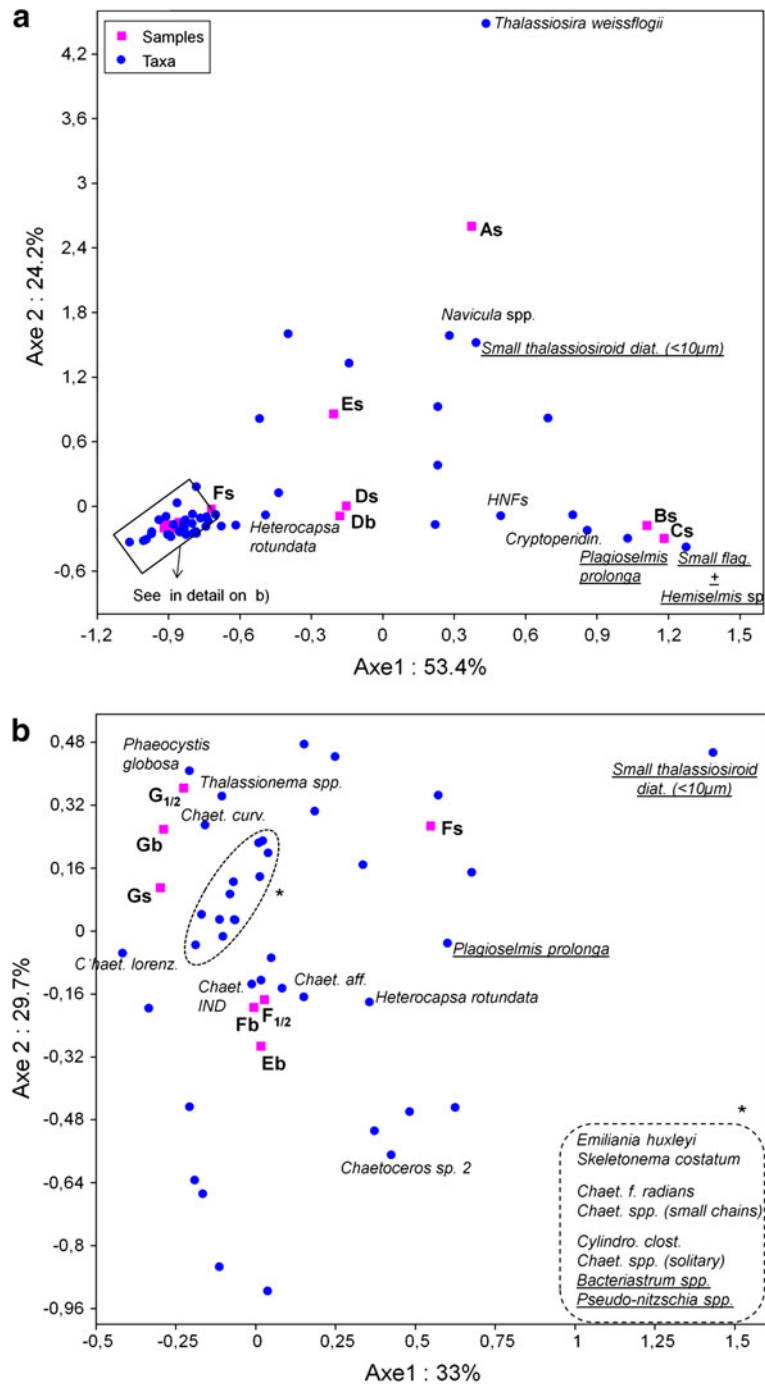 a
Samples
Taxa
Thalassiosira weissflogii
As
Navicula spp.
Small thalassiosiroid diat. (<10µm)
Es
Fs
Ds
Db
Heterocapsa
rotundata
HNFs
Cryptoperidin.
Bs
Cs
Plagioselmis
prolonga
Small flag.
+
Hemiselmis sp
See in detail on b)
4,2
3,6
3
2,4
1,8
1,2
0,6
0
-0,6
Axe 2 : 24.2%
-1,2
-0,9
-0,6
-0,3
0
0,3
0,6
0,9
1,2
1,5
Axe1 : 53.4%
b
Phaeocystis
globosa
Thalassionema spp.
G1/2
Chaet. curv.
Gb
Gs
Small thalassiosiroid
diat. (<10µm)
Fs
*
C'haet. lorenz.
Plagioselmis prolonga
Chaet.
IND
Chaet. aff.
Heterocapsa rotundata
Fb
F1/2
Eb
Chaetoceros sp. 2
*
Emiliania huxleyi
Skeletonema costatum
Chaet. f. radians
Chaet. spp. (small chains)
Cylindro. clost.
Chaet. spp. (solitary)
Bacteriastrum spp.
Pseudo-nitzschia spp.
0,48
0,32
0,16
0
-0,16
-0,32
-0,48
-0,64
-0,8
-0,96
Axe 2 : 29.7%
-0,5
-0,25
0
0,25
0,5
0,75
1
1,25
1,5
Axe1 : 33%